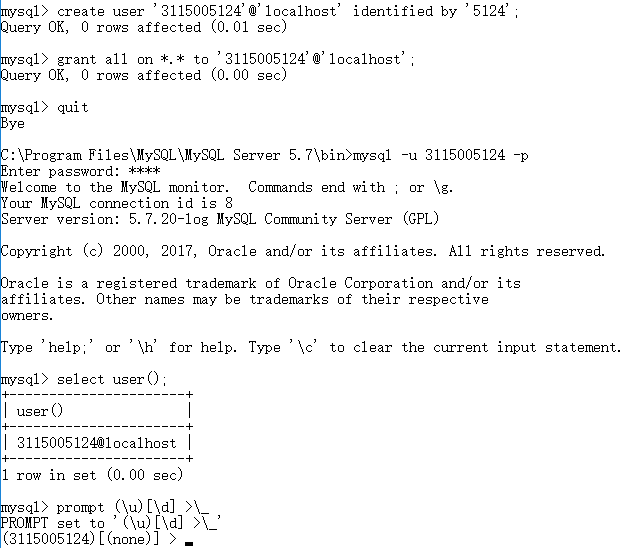 mysql> create user '3115005124'@'localhost' identified by '5124';
Query OK, 0 rows affected (0.01 sec)
mysql> grant all on *.* to '3115005124'@'localhost';
Query OK, 0 rows affected (0.00 sec)
mysql> quit
Bye
C:\Program Files\MySQL\MySQL Server 5.7\bin>mysql -u 3115005124 -p
Enter password: ****
Welcome to the MySQL monitor.  Commands end with ; or \g.
Your MySQL connection id is 8
Server version: 5.7.20-log MySQL Community Server (GPL)
Copyright (c) 2000, 2017, Oracle and/or its affiliates. All rights reserved.
Oracle is a registered trademark of Oracle Corporation and/or its
affiliates. Other names may be trademarks of their respective
owners.
Type 'help;' or '\h' for help. Type '\c' to clear the current input statement.
mysql> select user();
+----------------------+
| user()               |
+----------------------+
| 3115005124@localhost |
+----------------------+
1 row in set (0.00 sec)
mysql> prompt (\u)[\d] >\_
PROMPT set to '(\u)[\d] >\_'
(3115005124)[(none)] > _